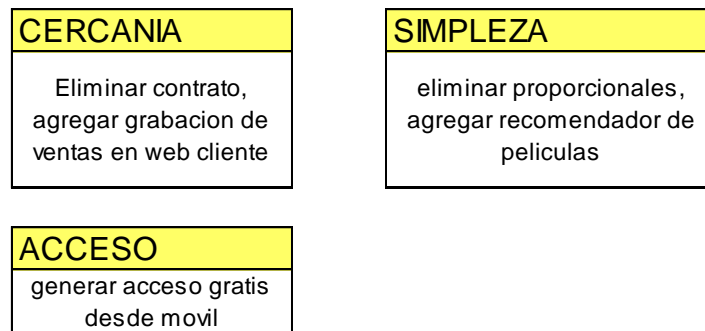 CERCANIA
Eliminar contrato,
agregar grabacion de
ventas en web cliente
SIMPLEZA
eliminar proporcionales,
agregar recomendador de
peliculas
ACCESO
generar acceso gratis
desde movil